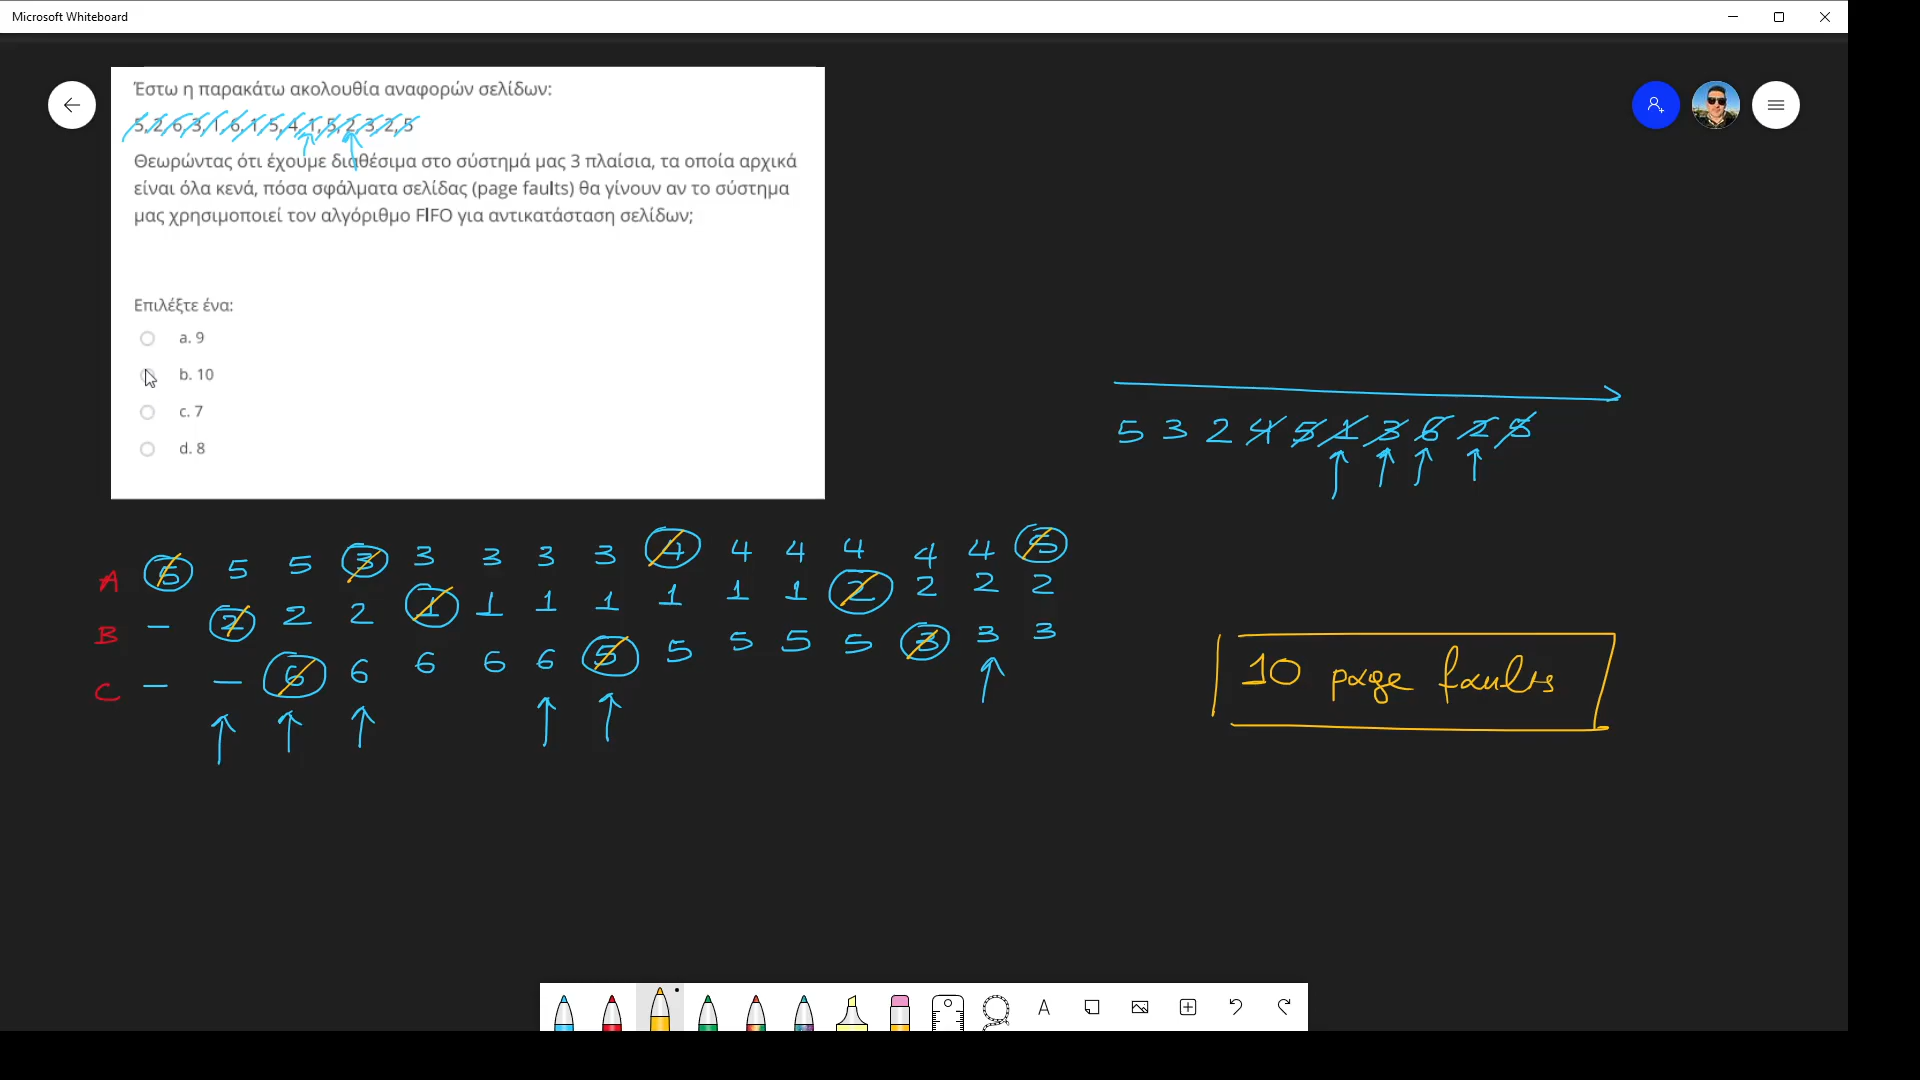 Microsoft Whiteboard
Έστω η παρακάτω ακολουθία αναφορών σελίδων:
5, 2, 6, 3, 1, 6, 1, 5, 4, 1, 5, 2, 3, 2, 5
Θεωρώντας ότι έχουμε διαθέσιμα στο σύστημά μας 3 πλαίσια, τα οποία αρχικά
είναι όλα κενά, πόσα σφάλματα σελίδας (page faults) θα γίνουν αν το σύστημα
μας χρησιμοποιεί τον αλγόριθμο FIFO για αντικατάσταση σελίδων;
Επιλέξτε ένα:
a. 9
b. 10
c. 7
d. 8
5 3 2 4 5 1 3 6 2 5
A 5 5 5 3 3 3 3 3 4 4 4 4 4 4 5
B – 2 2 2 1 1 1 1 1 1 1 2 2 2 2
C – – 6 6 6 6 6 5 5 5 5 5 3 3 3
10 page faults
A